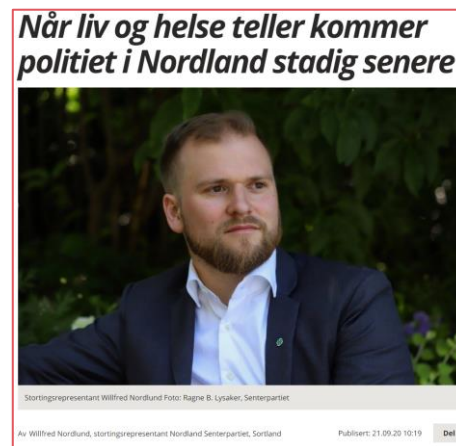 Når liv og helse teller kommer
politiet i Nordland stadig senere
Stortingsrepresentant Willfred Nordlund Foto: Ragne B. Lysaker, Senterpartiet
Av Willfred Nordlund, stortingsrepresentant Nordland Senterpartiet, Sortland
Publisert: 21.09.20 10:19
Del